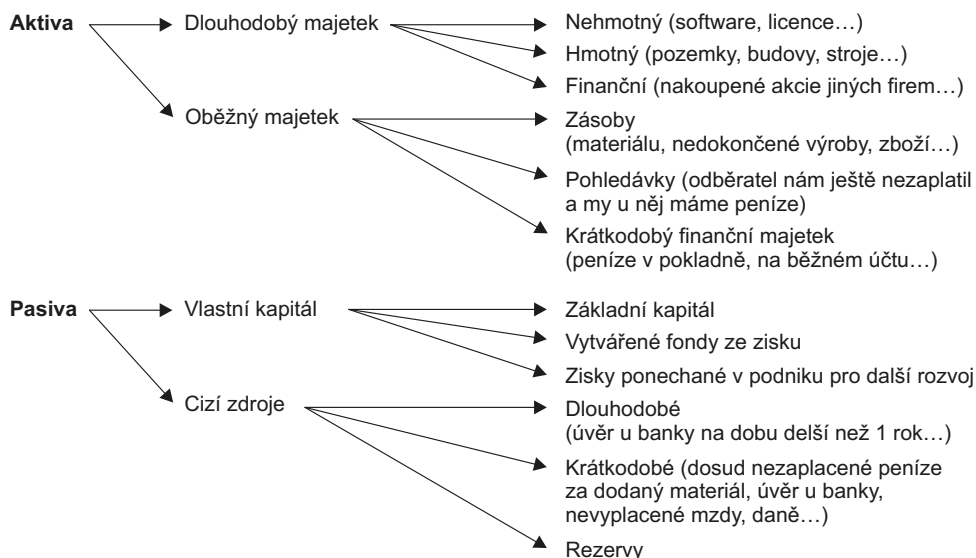 Aktiva
Dlouhodobý majetek
Nehmotný (software, licence…)
Hmotný (pozemky, budovy, stroje…)
Finanční (nakoupené akcie jiných firem…)
Oběžný majetek
Zásoby
(materiálu, nedokončené výroby, zboží…)
Pohledávky (odběratel nám ještě nezaplatil
a my u něj máme peníze)
Krátkodobý finanční majetek
(peníze v pokladně, na běžném účtu…)
Pasiva
Vlastní kapitál
Základní kapitál
Vytvářené fondy ze zisku
Zisky ponechané v podniku pro další rozvoj
Cizí zdroje
Dlouhodobé
(úvěr u banky na dobu delší než 1 rok…)
Krátkodobé (dosud nezaplacené peníze
za dodaný materiál, úvěr u banky,
nevyplacené mzdy, daně…)
Rezervy